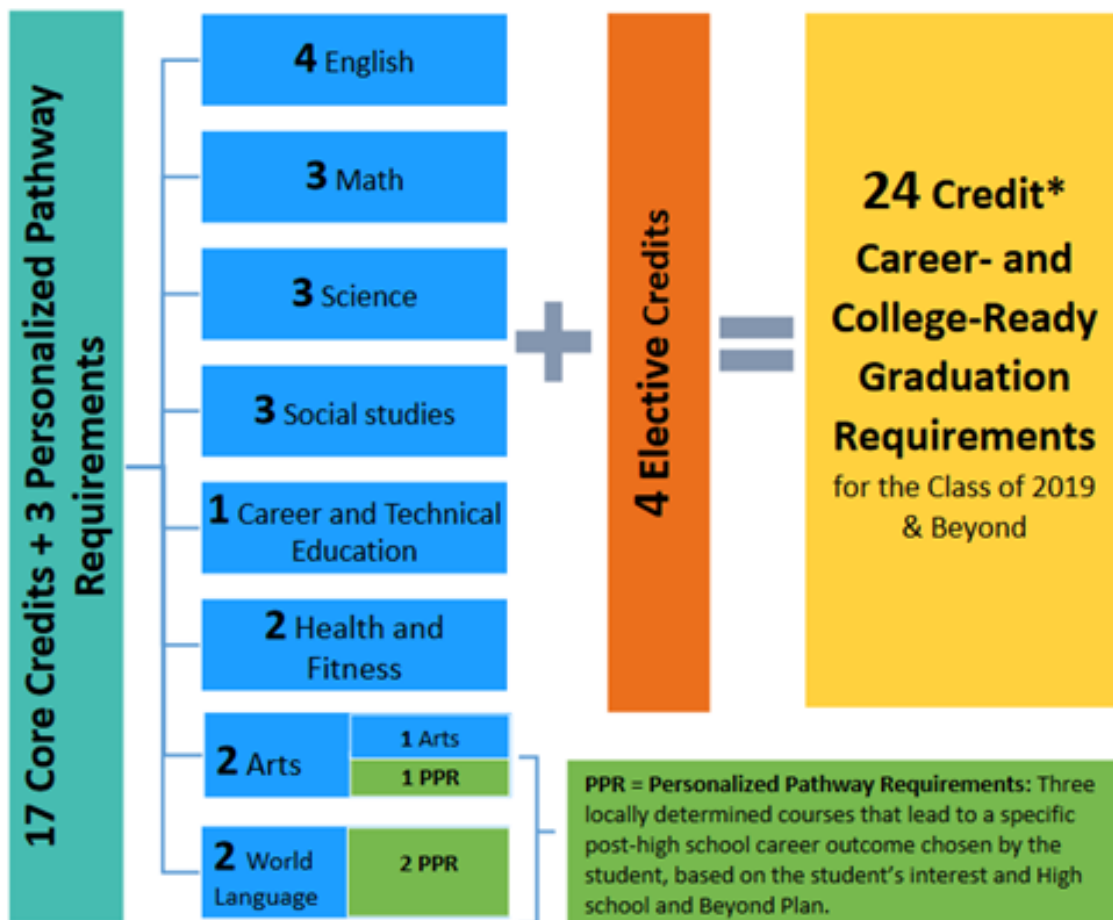 17 Core Credits + 3 Personalized Pathway
Requirements
4 English
3 Math
3 Science
3 Social studies
1 Career and Technical
Education
2 Health and
Fitness
2 Arts
1 Arts
1 PPR
2 World
Language
2 PPR
4 Elective Credits
24 Credit*
Career- and
College-Ready
Graduation
Requirements
for the Class of 2019
& Beyond
PPR = Personalized Pathway Requirements: Three
locally determined courses that lead to a specific
post-high school career outcome chosen by the
student, based on the student's interest and High
school and Beyond Plan.